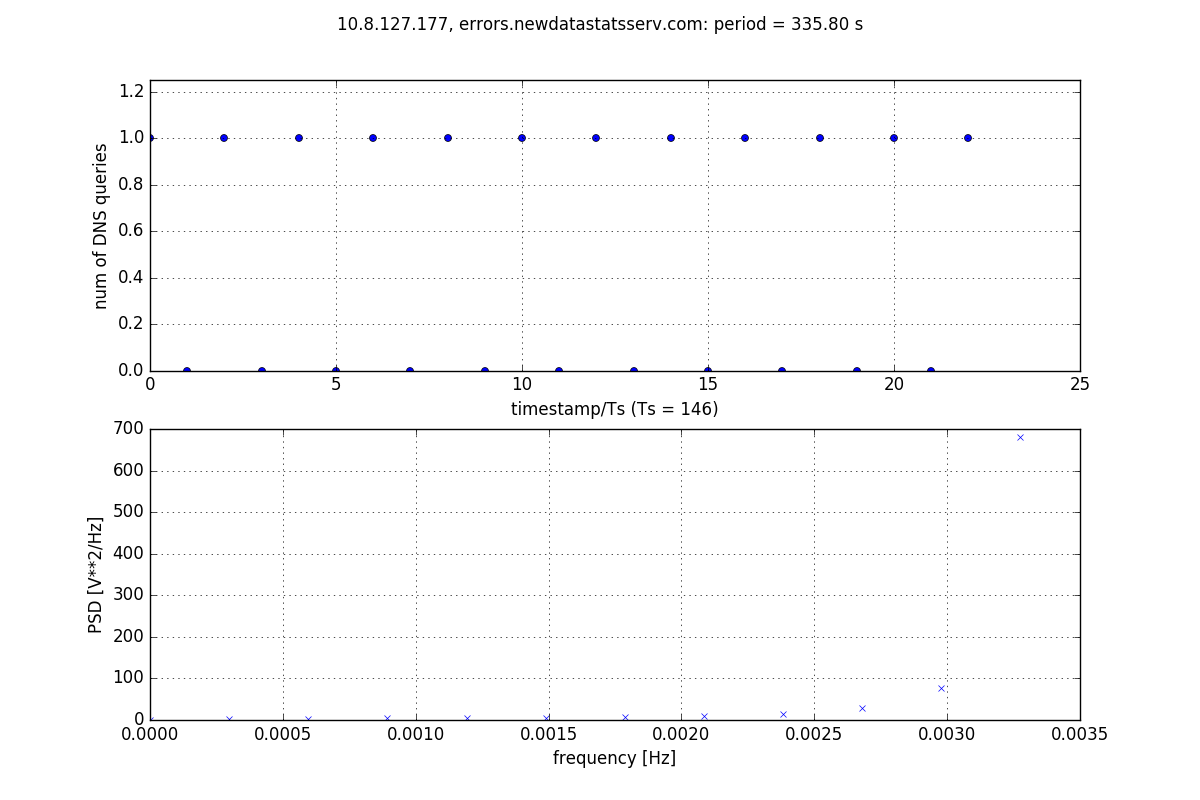 10.8.127.177, errors.newdatastatsserv.com: period = 335.80 s
1.2
1.0
0.8
0.6
0.4
0.2
0.0
num of DNS queries
0 5 10 15 20 25
timestamp/Ts (Ts = 146)
700
600
500
400
300
200
100
0
PSD [V**2/Hz]
0.0000 0.0005 0.0010 0.0015 0.0020 0.0025 0.0030 0.0035
frequency [Hz]